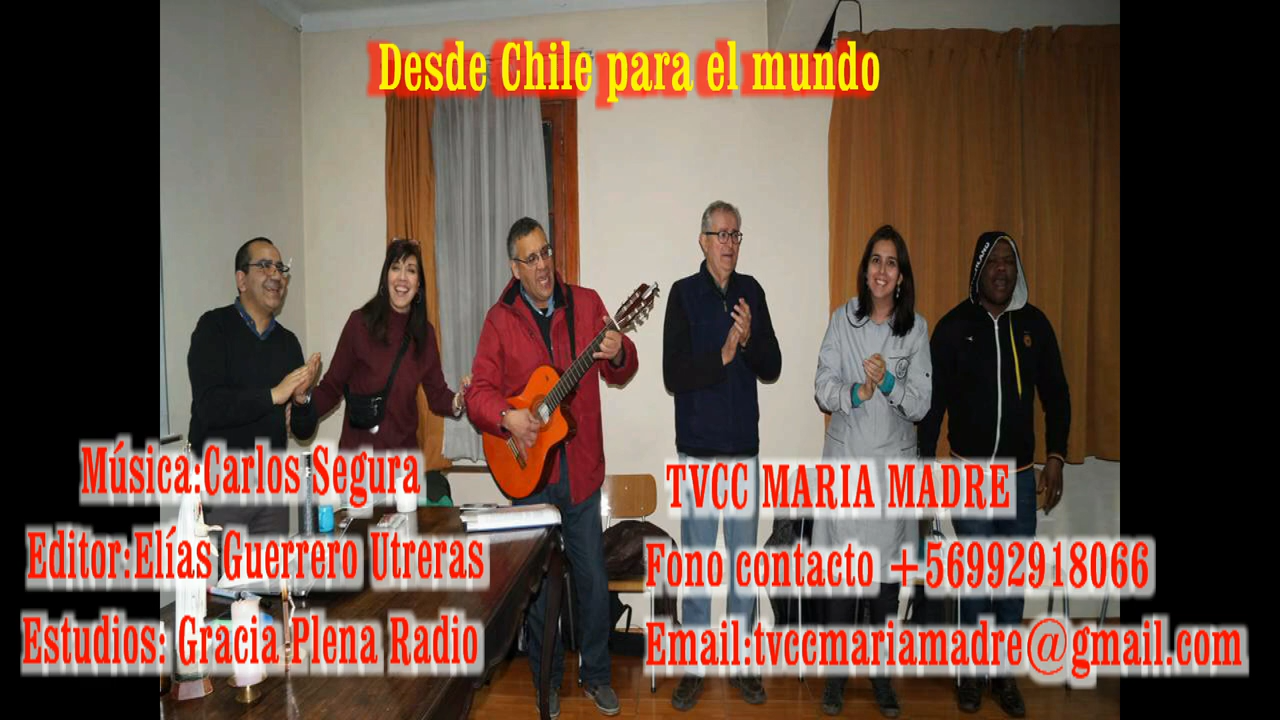 Desde Chile para el mundo
Música:Carlos Segura
Editor:Elías Guerrero Utreras
Estudios: Gracia Plena Radio
TVCC MARIA MADRE
Fono contacto +56992918066
Email:tvccmariamadre@gmail.com